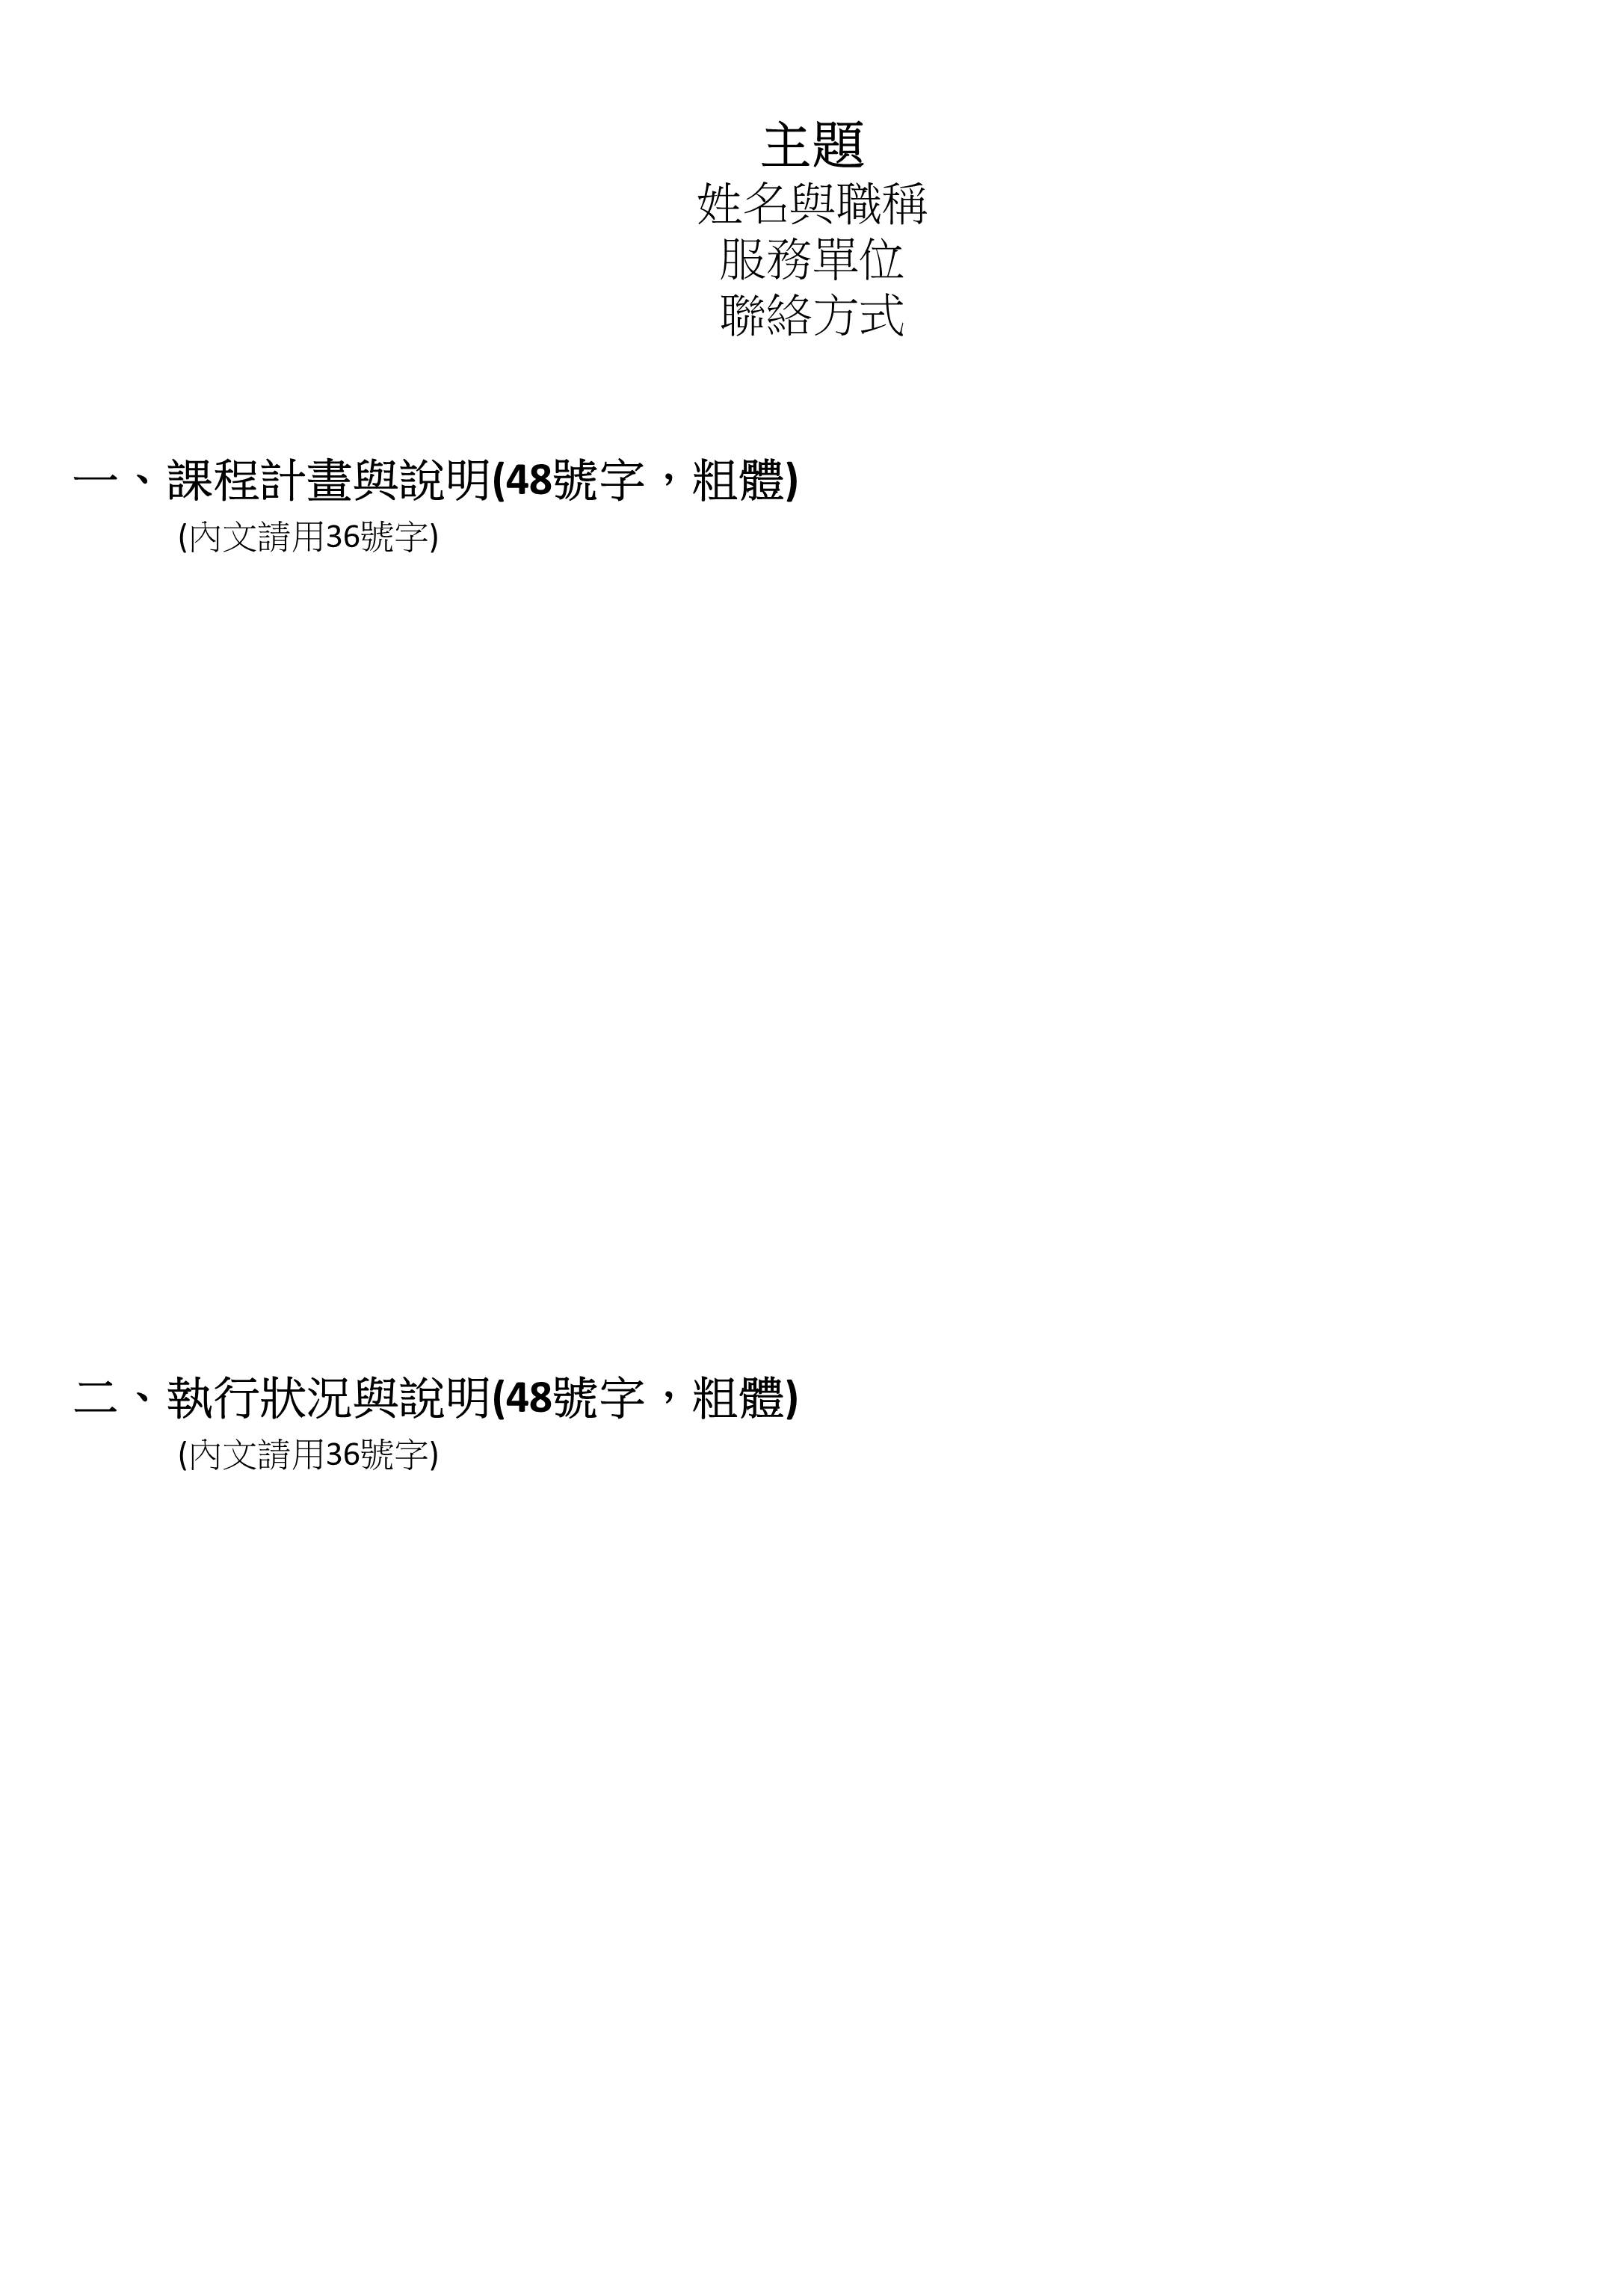 主題
姓名與職稱
服務單位
聯絡方式
一、課程計畫與說明(48號字，粗體)
(內文請用36號字)
二、執行狀況與說明(48號字，粗體)
(內文請用36號字)